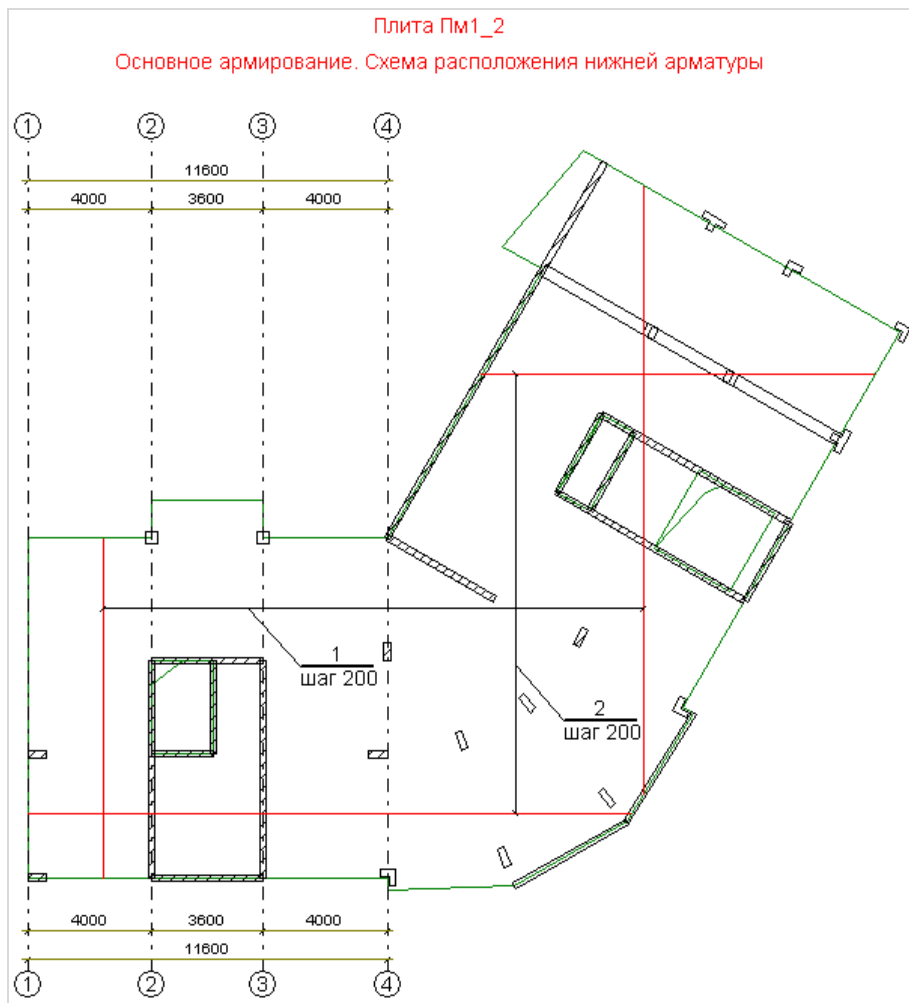 Плита Пм1_2
Основное армирование. Схема расположения нижней арматуры
1 2 3 4
11600
4000 3600 4000
1
шаг 200
2
шаг 200
4000 3600 4000
11600
1 2 3 4